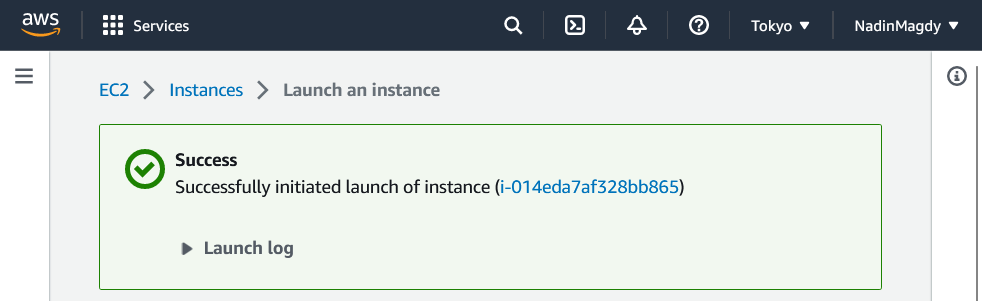 aws Services Tokyo NadinMagdy
EC2 Instances Launch an instance
Success
Successfully initiated launch of instance (i-014eda7af328bb865)
Launch log